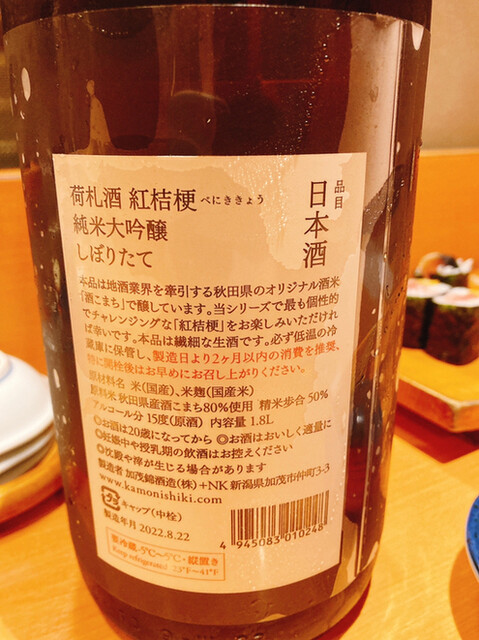 品目
日本酒
荷札酒 紅桔梗 べにききょう
純米大吟醸
しぼりたて
本品は地酒業界を牽引する秋田県のオリジナル酒米
「酒こまち」で醸しています。当シリーズで最も個性的
でチャレンジングな「紅桔梗」をお楽しみいただけれ
ば幸いです。本品は繊細な生酒です。必ず低温の冷
蔵庫に保管し、製造日より2ヶ月以内の消費を推奨、
特に開栓後はお早めにお召し上がりください。
原材料名 米(国産)、米麹(国産米)
原料米 秋田県産酒こまち80%使用 精米歩合 50%
アルコール分 15度(原酒) 内容量 1.8L
◎お酒は20歳になってから ◎お酒はおいしく適量に
◎妊娠中や授乳期の飲酒はお控えください
◎沈殿や滓が生じる場合があります
製造者 加茂錦酒造(株)+NK 新潟県加茂市仲町3-3
www.kamonishiki.com
プラ キャップ(中栓)
製造年月 2022.8.22
4 945083 010248
要冷蔵 -5℃〜5℃・縦置き
Keep refrigerated 23°F〜41°F